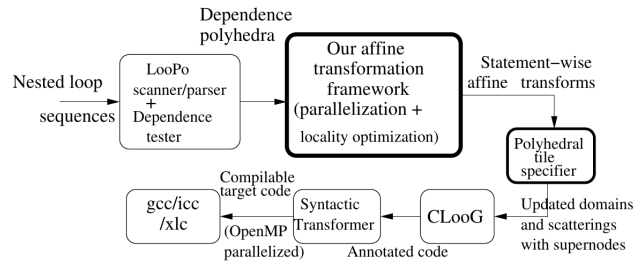 Dependence
polyhedra
Nested loop
sequences
LooPo
scanner/parser
+
Dependence
tester
Our affine
transformation
framework
(parallelization +
locality optimization)
Statement-wise
affine transforms
Polyhedral
tile
specifier
Updated domains
and scatterings
with supernodes
CLooG
Annotated code
Syntactic
Transformer
Compilable
target code
(OpenMP
parallelized)
gcc/icc
/xlc